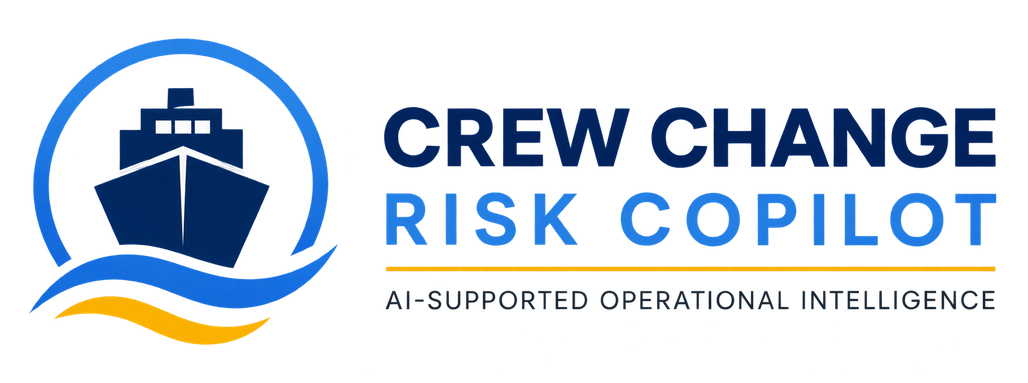 CREW CHANGE
RISK COPILOT
AI-SUPPORTED OPERATIONAL INTELLIGENCE